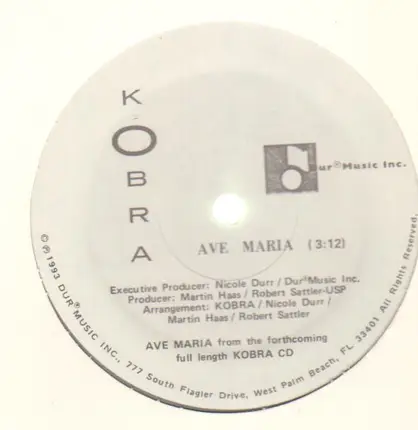 K
O
B
R
A
Dur®Music Inc.
AVE MARIA (3:12)
Executive Producer: Nicole Durr / Dur®Music Inc.
Producer: Martin Haas / Robert Sattler-USP
Arrangement: KOBRA / Nicole Durr /
Martin Haas / Robert Sattler
AVE MARIA from the forthcoming
full length KOBRA CD
© ℗ 1993 DUR®MUSIC INC., 777 South Flagler Drive, West Palm Beach, FL 33401 All Rights Reserved.